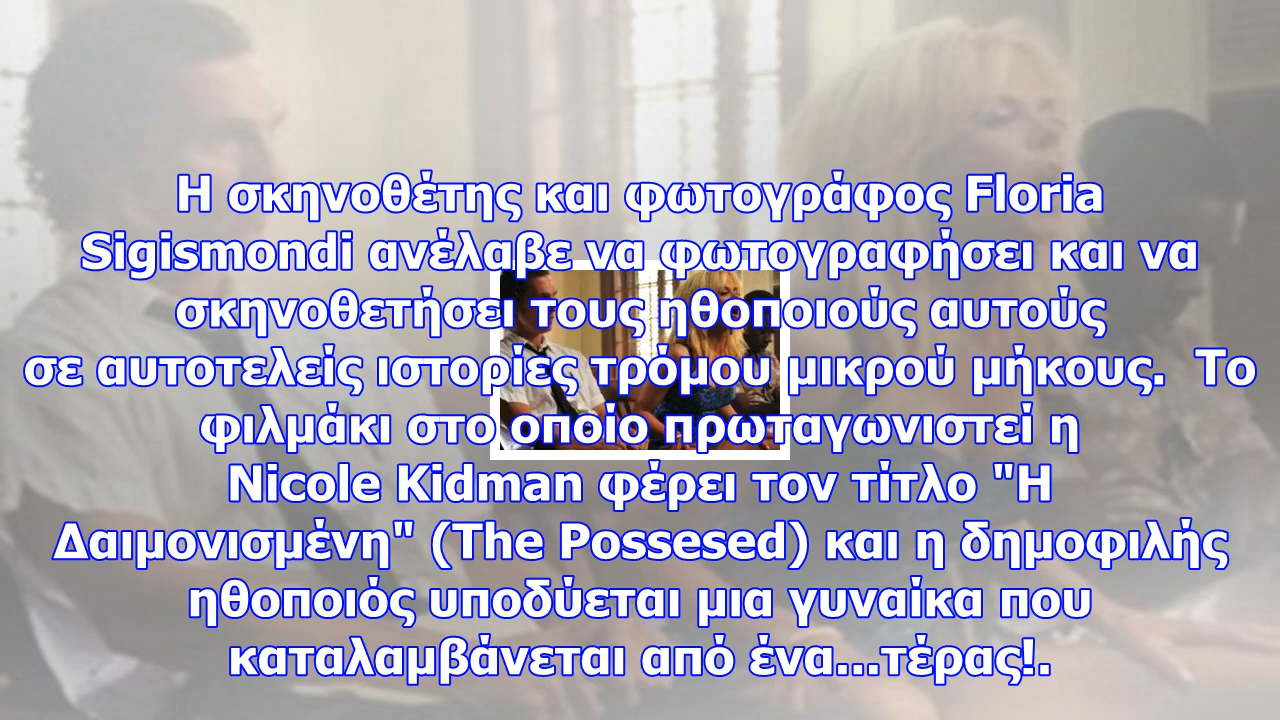 Η σκηνοθέτης και φωτογράφος Floria
Sigismondi ανέλαβε να φωτογραφήσει και να
σκηνοθετήσει τους ηθοποιούς αυτούς
σε αυτοτελείς ιστορίες τρόμου μικρού μήκους.  Το
φιλμάκι στο οποίο πρωταγωνιστεί η
Nicole Kidman φέρει τον τίτλο "Η
Δαιμονισμένη" (The Possesed) και η δημοφιλής
ηθοποιός υποδύεται μια γυναίκα που
καταλαμβάνεται από ένα...τέρας!.